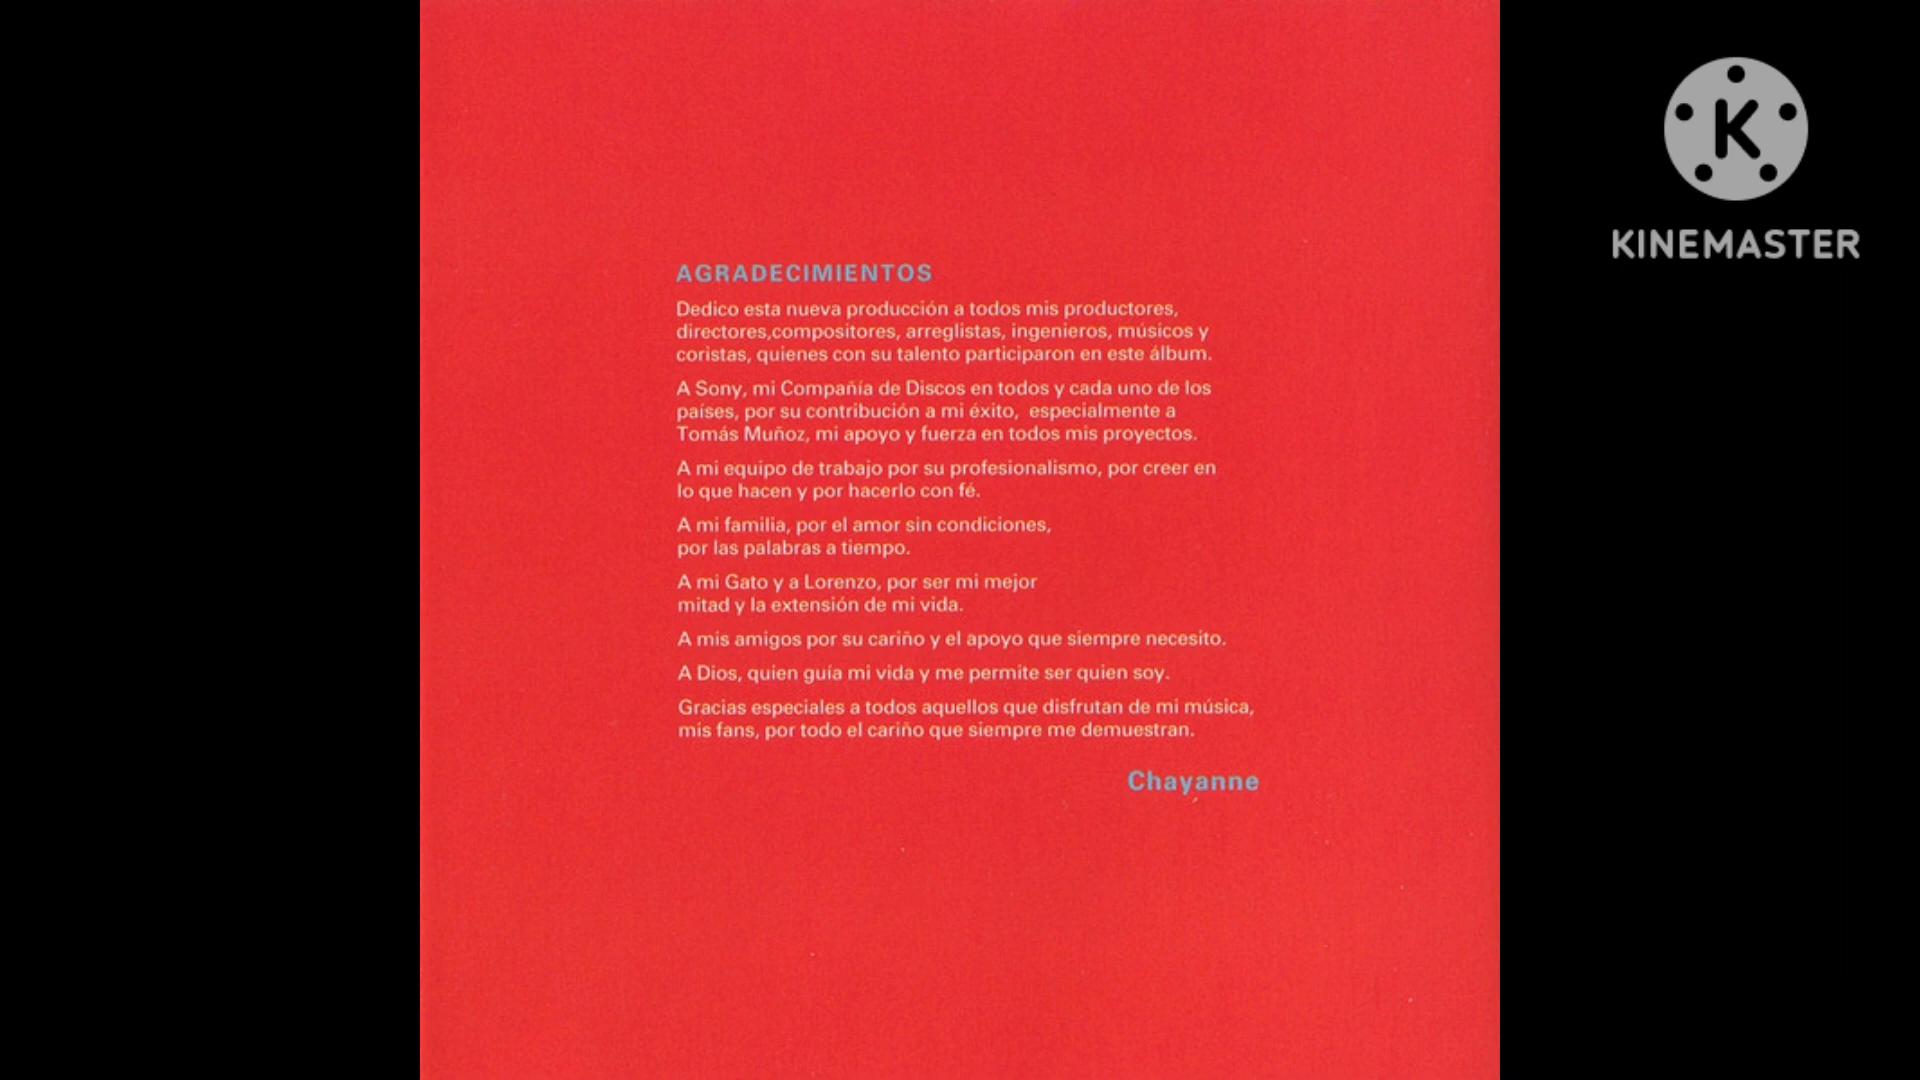 AGRADECIMIENTOS
Dedico esta nueva producción a todos mis productores,
directores,compositores, arreglistas, ingenieros, músicos y
coristas, quienes con su talento participaron en este álbum.
A Sony, mi Compañía de Discos en todos y cada uno de los
países, por su contribución a mi éxito, especialmente a
Tomás Muñoz, mi apoyo y fuerza en todos mis proyectos.
A mi equipo de trabajo por su profesionalismo, por creer en
lo que hacen y por hacerlo con fé.
A mi familia, por el amor sin condiciones,
por las palabras a tiempo.
A mi Gato y a Lorenzo, por ser mi mejor
mitad y la extensión de mi vida.
A mis amigos por su cariño y el apoyo que siempre necesito.
A Dios, quien guía mi vida y me permite ser quien soy.
Gracias especiales a todos aquellos que disfrutan de mi música,
mis fans, por todo el cariño que siempre me demuestran.
Chayanne
K
KINEMASTER